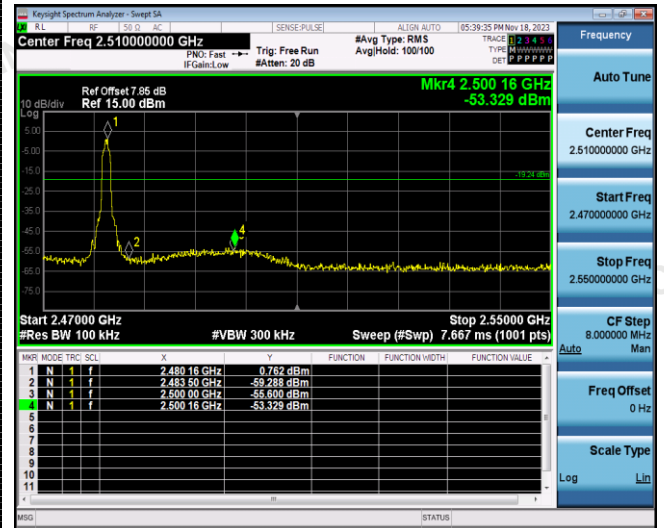 Keysight Spectrum Analyzer - Swept SA
RL RF 50 Ω AC SENSE:PULSE ALIGN AUTO 05:39:35 PM Nov 18, 2023
Center Freq 2.510000000 GHz
PNO: Fast
IFGain:Low
Trig: Free Run
#Atten: 20 dB
#Avg Type: RMS
Avg|Hold: 100/100
TRACE 1 2 3 4 5 6
TYPE M WWWWW
DET P P P P P P
Mkr4 2.500 16 GHz
-53.329 dBm
Ref Offset 7.85 dB
Ref 15.00 dBm
10 dB/div
Log
5.00
-5.00
-15.0
-25.0
-35.0
-45.0
-55.0
-65.0
-75.0
1
2
4
-19.24 dBm
Start 2.47000 GHz Stop 2.55000 GHz
#Res BW 100 kHz #VBW 300 kHz Sweep (#Swp) 7.667 ms (1001 pts)
MKR MODE TRC SCL X Y FUNCTION FUNCTION WIDTH FUNCTION VALUE
1 N 1 f 2.480 16 GHz 0.762 dBm
2 N 1 f 2.483 50 GHz -59.288 dBm
3 N 1 f 2.500 00 GHz -55.600 dBm
4 N 1 f 2.500 16 GHz -53.329 dBm
5
6
7
8
9
10
11
MSG STATUS
Frequency
Auto Tune
Center Freq
2.510000000 GHz
Start Freq
2.470000000 GHz
Stop Freq
2.550000000 GHz
CF Step
8.000000 MHz
Auto Man
Freq Offset
0 Hz
Scale Type
Log Lin